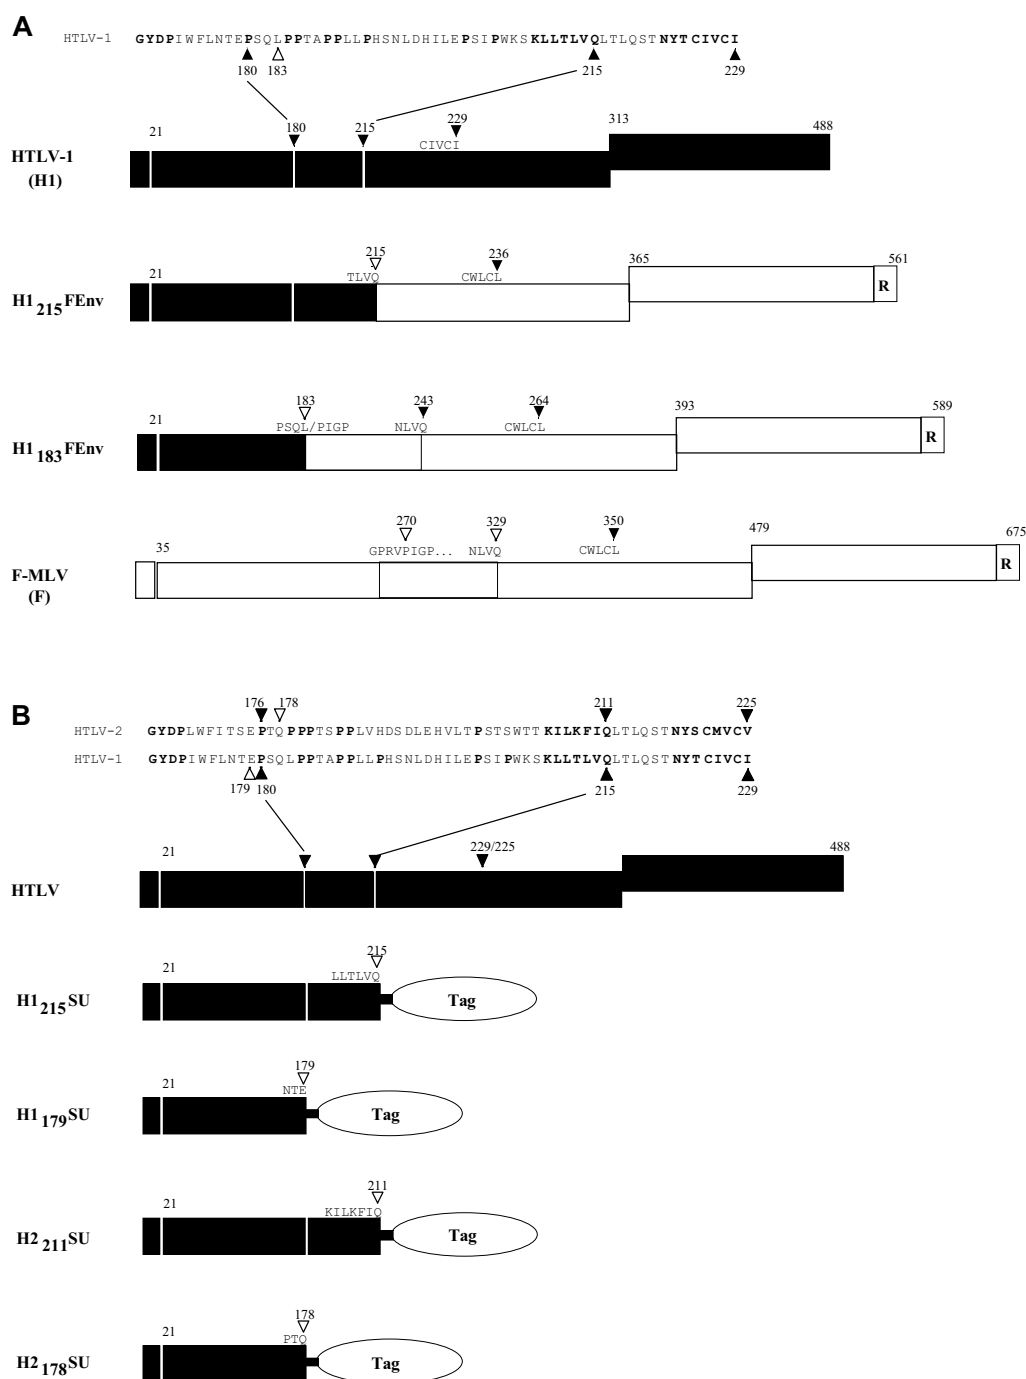 A
HTLV-1 GYDPIWFLNTEPSQLPPTAPPLLPHSNLDHILEPSIPWKSKLLTLVQLTLQSTNYTCIVCI
180 183 215 229
21 180 215 229 313 488
CIVCI
HTLV-1
(H1)
21 215 236 365 561
TLVQ CWLCL
H1 215 FEnv R
21 183 243 264 393 589
PSQL/PIGP NLVQ CWLCL
H1 183 FEnv R
35 270 329 350 479 675
GPRVPIGP... NLVQ CWLCL
F-MLV R
(F)
B
176 178 211 225
HTLV-2 GYDPLWFITSEPTQPPPTSPPLVHDSDLEHVLTPSTSWTTKILKFIQLTLQSTNYSCMVCV
HTLV-1 GYDPIWFLNTEPSQLPPTAPPLLPHSNLDHILEPSIPWKSKLLTLVQLTLQSTNYTCIVCI
179 180 215 229
21 229/225 488
HTLV
21 215
LLTLVQ
H1 215 SU Tag
21 179
NTE
H1 179 SU Tag
21 211
KILKFIQ
H2 211 SU Tag
21 178
PTQ
H2 178 SU Tag